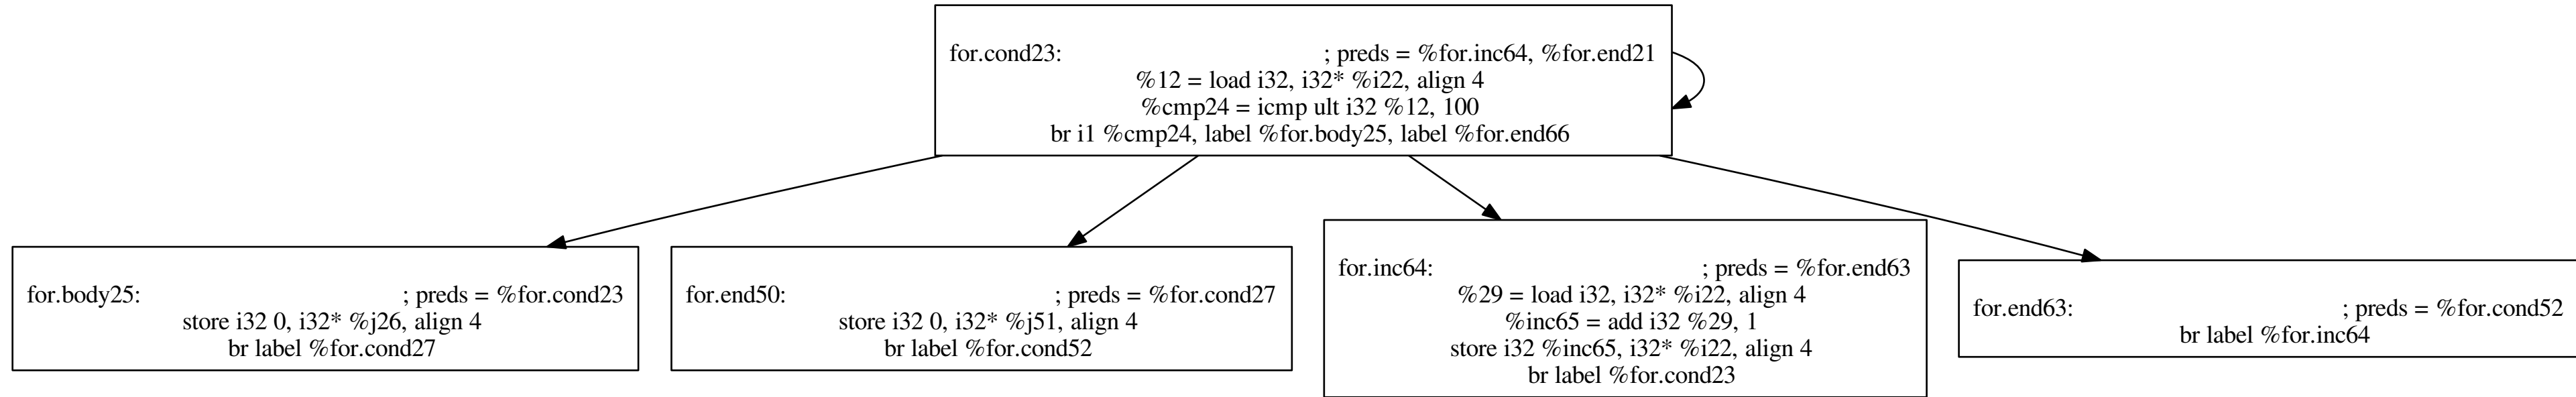 for.cond23: ; preds = %for.inc64, %for.end21
%12 = load i32, i32* %i22, align 4
%cmp24 = icmp ult i32 %12, 100
br i1 %cmp24, label %for.body25, label %for.end66
for.body25: ; preds = %for.cond23
store i32 0, i32* %j26, align 4
br label %for.cond27
for.end50: ; preds = %for.cond27
store i32 0, i32* %j51, align 4
br label %for.cond52
for.inc64: ; preds = %for.end63
%29 = load i32, i32* %i22, align 4
%inc65 = add i32 %29, 1
store i32 %inc65, i32* %i22, align 4
br label %for.cond23
for.end63: ; preds = %for.cond52
br label %for.inc64